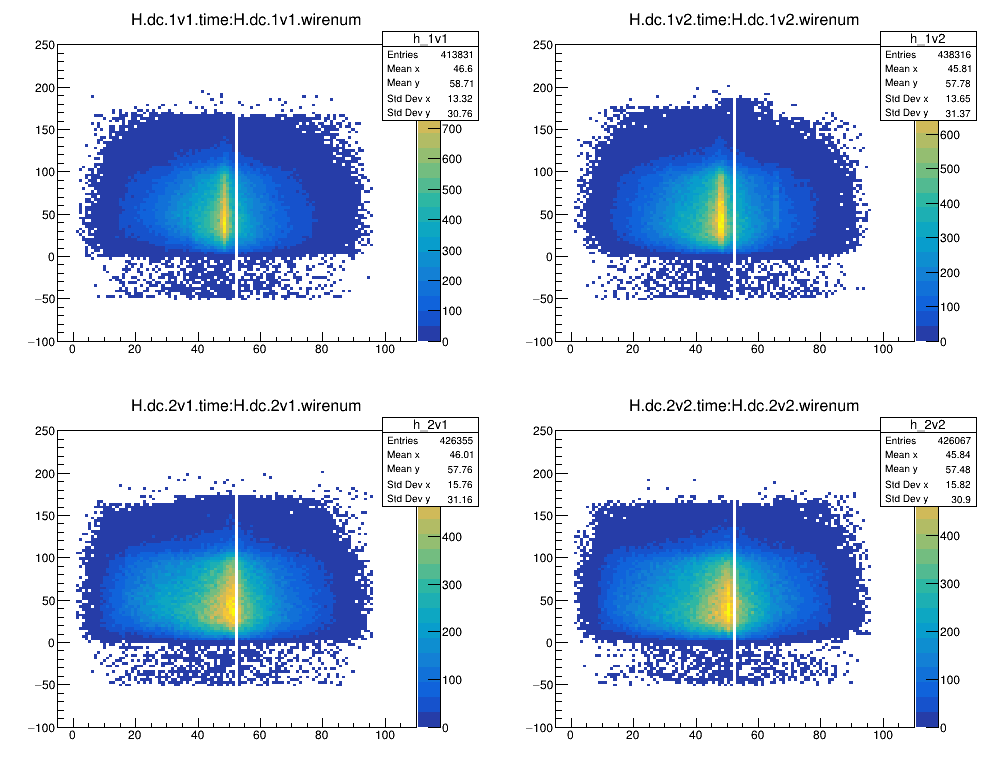 H.dc.1v1.time:H.dc.1v1.wirenum
h_1v1
Entries 413831
Mean x 46.6
Mean y 58.71
Std Dev x 13.32
Std Dev y 30.76
250
200
150
100
50
0
−50
−100
0 20 40 60 80 100
700
600
500
400
300
200
100
0
H.dc.1v2.time:H.dc.1v2.wirenum
h_1v2
Entries 438316
Mean x 45.81
Mean y 57.78
Std Dev x 13.65
Std Dev y 31.37
250
200
150
100
50
0
−50
−100
0 20 40 60 80 100
600
500
400
300
200
100
0
H.dc.2v1.time:H.dc.2v1.wirenum
h_2v1
Entries 426355
Mean x 46.01
Mean y 57.76
Std Dev x 15.76
Std Dev y 31.16
250
200
150
100
50
0
−50
−100
0 20 40 60 80 100
400
300
200
100
0
H.dc.2v2.time:H.dc.2v2.wirenum
h_2v2
Entries 426067
Mean x 45.84
Mean y 57.48
Std Dev x 15.82
Std Dev y 30.9
250
200
150
100
50
0
−50
−100
0 20 40 60 80 100
400
300
200
100
0